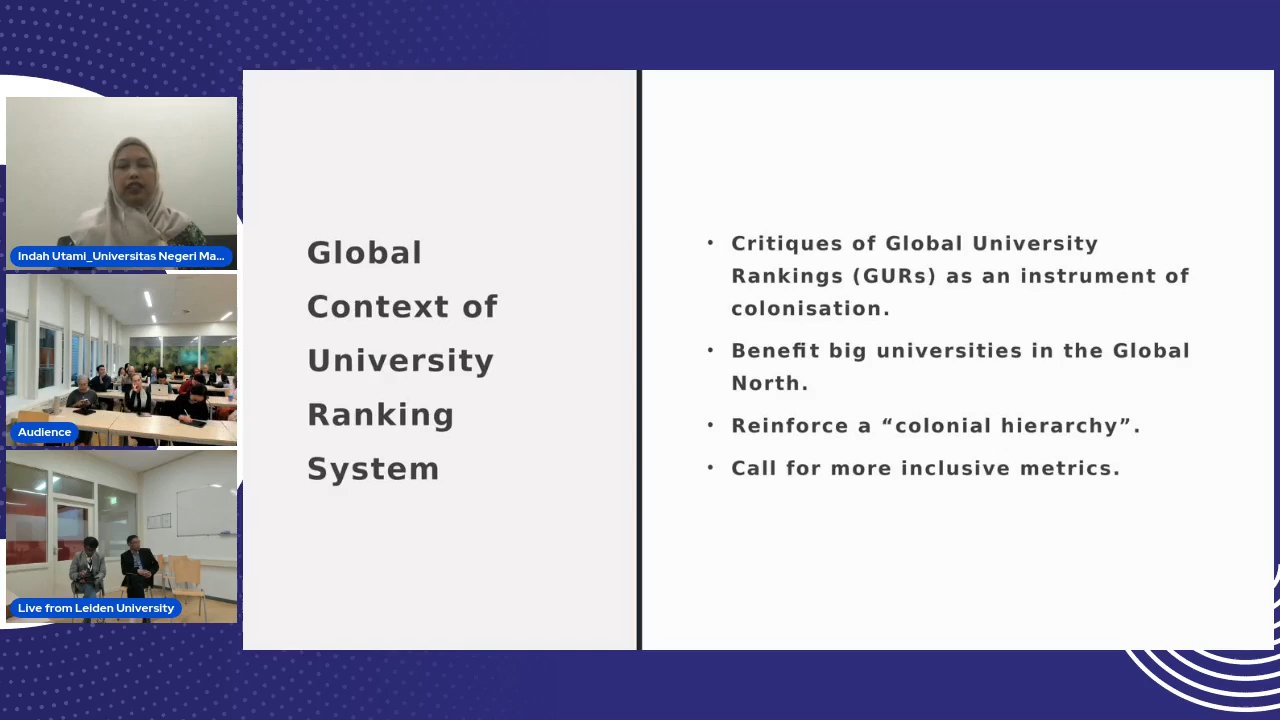 Indah Utami_Universitas Negeri Ma...
Audience
Live from Leiden University
Global
Context of
University
Ranking
System
• Critiques of Global University
Rankings (GURs) as an instrument of
colonisation.
• Benefit big universities in the Global
North.
• Reinforce a “colonial hierarchy”.
• Call for more inclusive metrics.